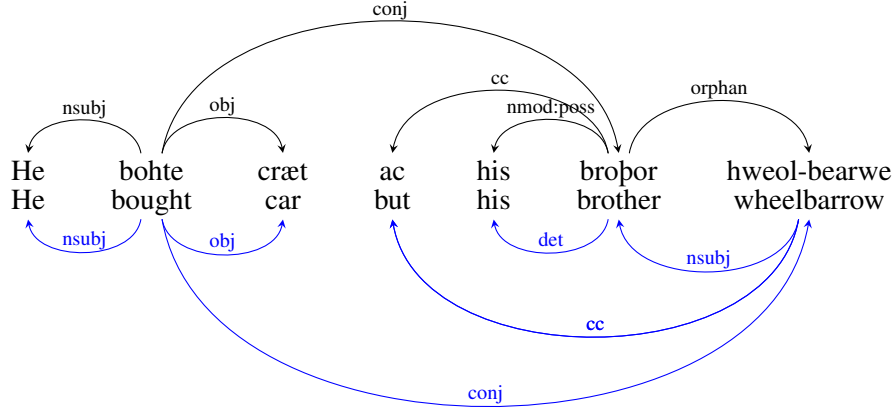 conj
cc
orphan
nsubj obj nmod:poss
He bohte cræt ac his broþor hweol-bearwe
He bought car but his brother wheelbarrow
nsubj obj det nsubj
cc
conj